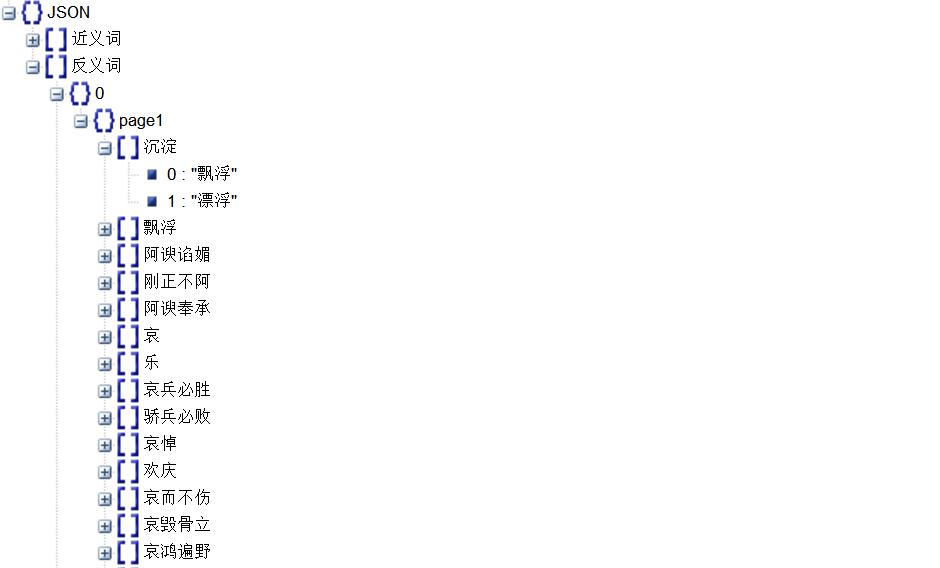 JSON
近义词
反义词
0
page1
沉淀
0 : "飘浮"
1 : "漂浮"
飘浮
阿谀谄媚
刚正不阿
阿谀奉承
哀
乐
哀兵必胜
骄兵必败
哀悼
欢庆
哀而不伤
哀毁骨立
哀鸿遍野